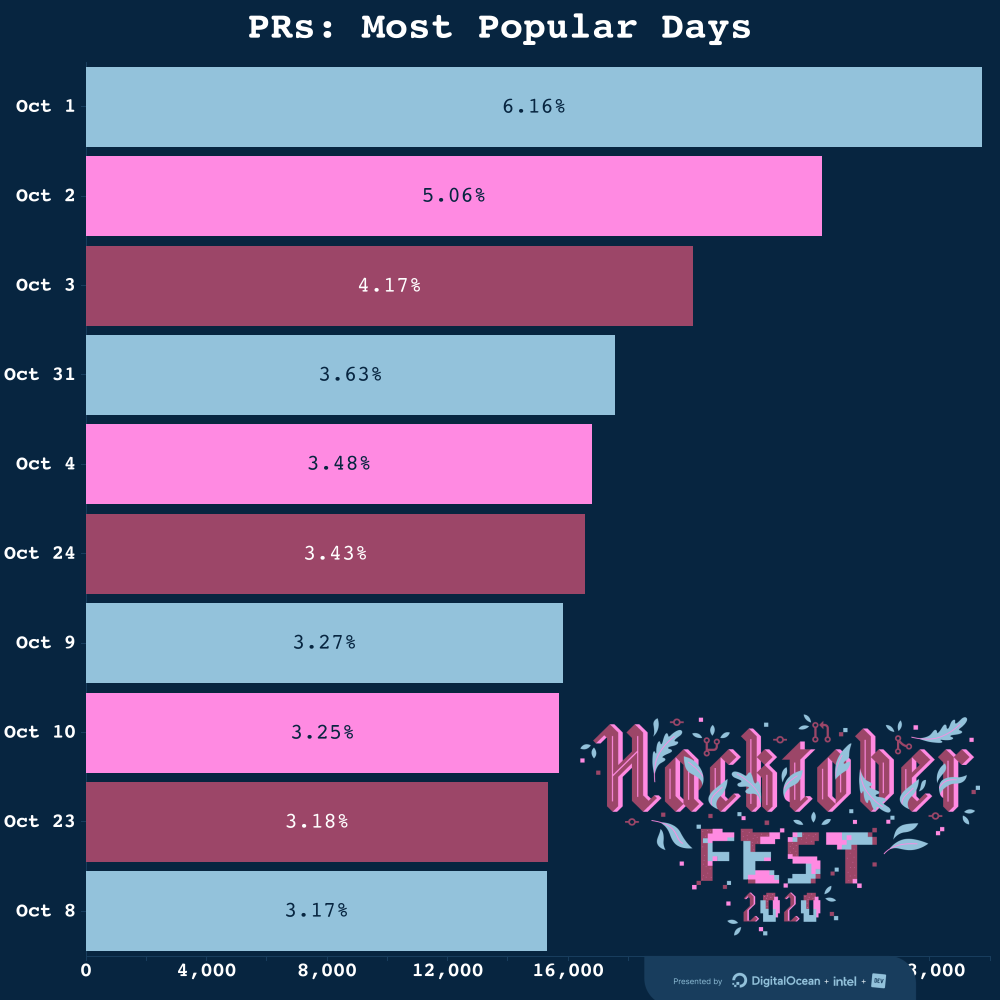 PRs: Most Popular Days
Oct 1 6.16%
Oct 2 5.06%
Oct 3 4.17%
Oct 31 3.63%
Oct 4 3.48%
Oct 24 3.43%
Oct 9 3.27%
Oct 10 3.25%
Oct 23 3.18%
Oct 8 3.17%
Hacktober
FEST
2020
0 4,000 8,000 12,000 16,000
Presented by DigitalOcean + intel + DEV